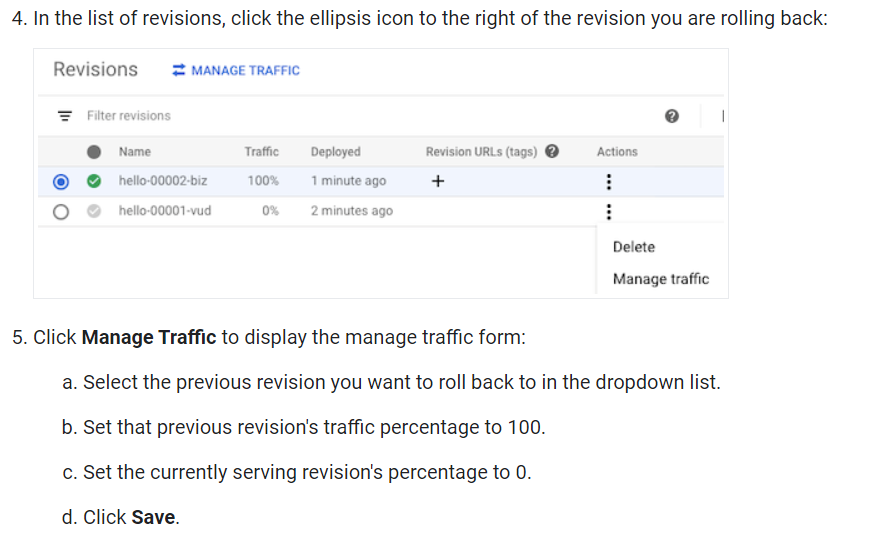 4. In the list of revisions, click the ellipsis icon to the right of the revision you are rolling back:
Revisions MANAGE TRAFFIC
Filter revisions
Name Traffic Deployed Revision URLs (tags) Actions
hello-00002-biz 100% 1 minute ago +
hello-00001-vud 0% 2 minutes ago
Delete
Manage traffic
5. Click Manage Traffic to display the manage traffic form:
a. Select the previous revision you want to roll back to in the dropdown list.
b. Set that previous revision's traffic percentage to 100.
c. Set the currently serving revision's percentage to 0.
d. Click Save.